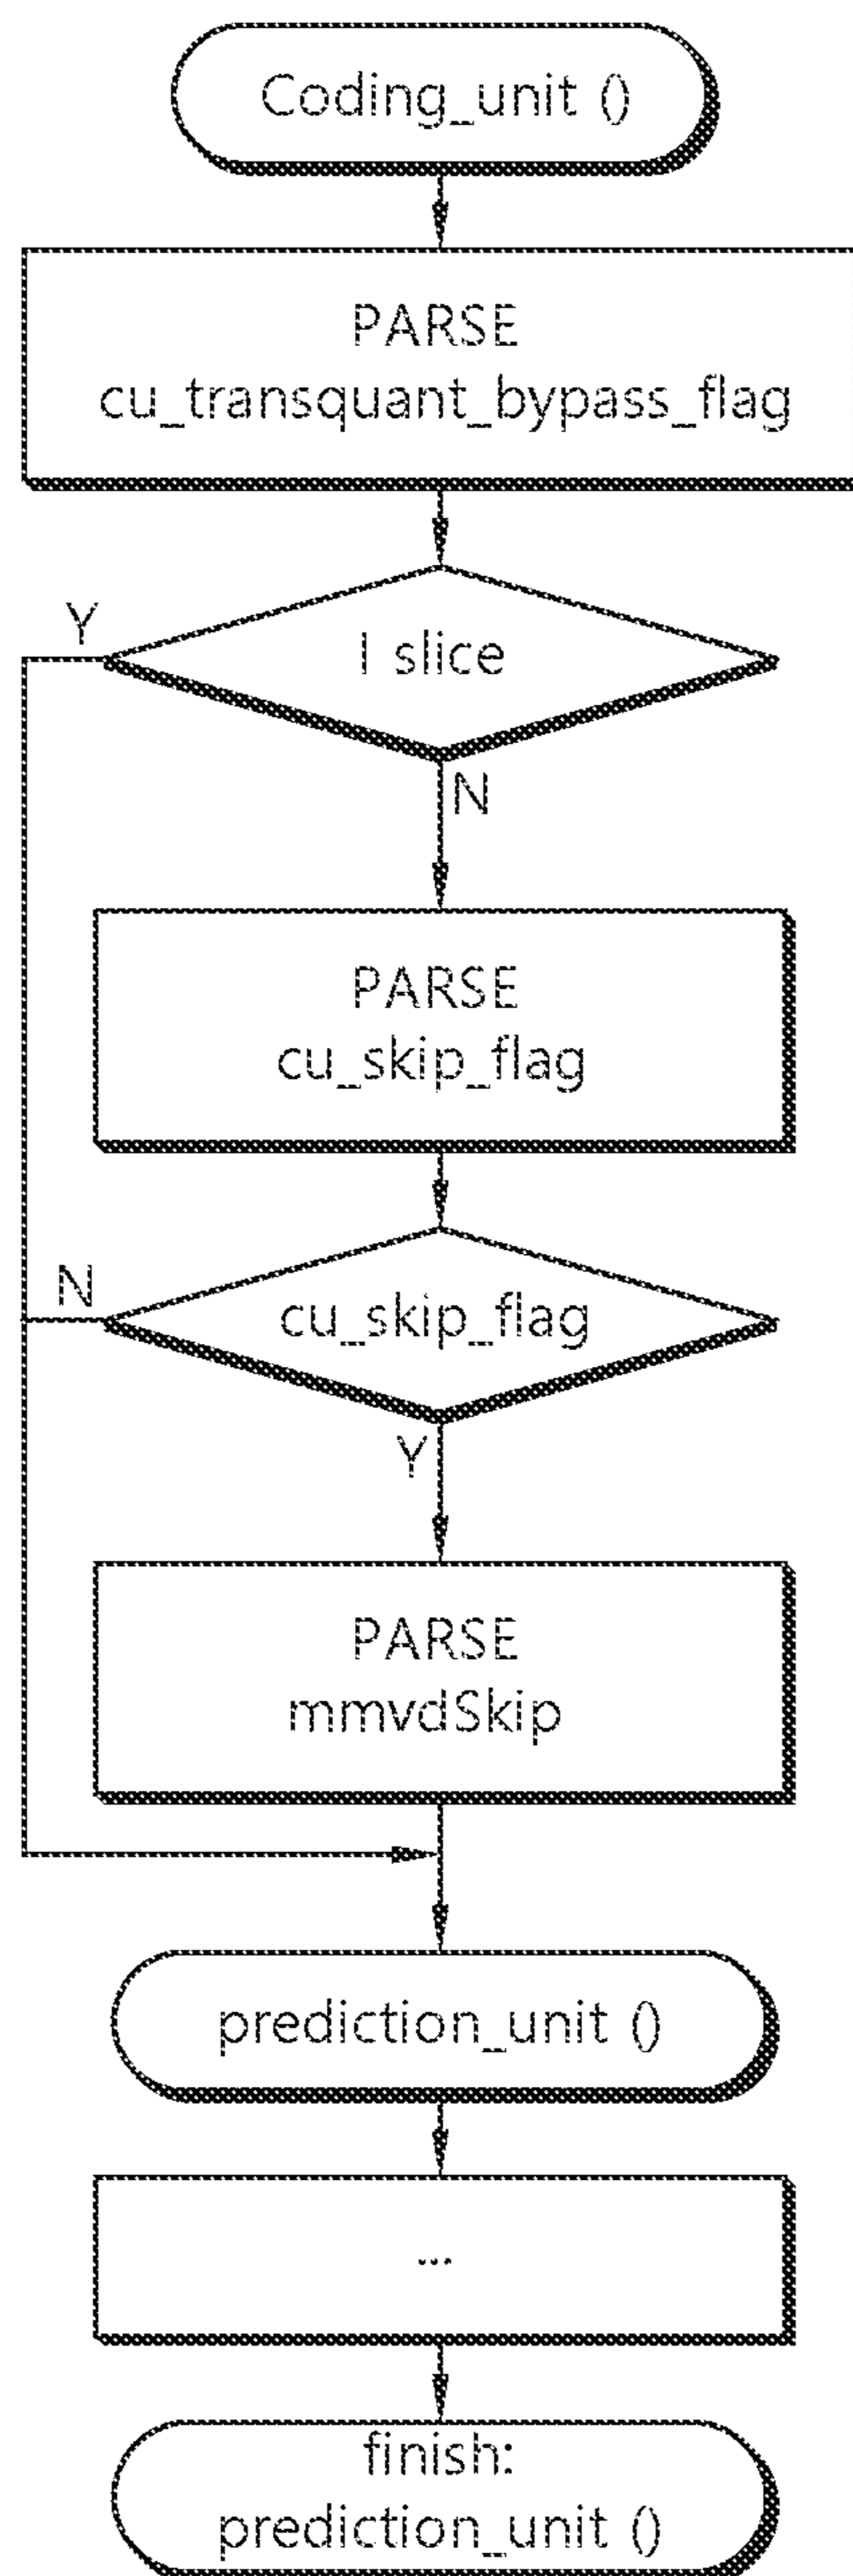 Coding_unit ()
PARSE
cu_transquant_bypass_flag
Y
I slice
N
PARSE
cu_skip_flag
N
cu_skip_flag
Y
PARSE
mmvdSkip
prediction_unit ()
...
finish:
prediction_unit ()